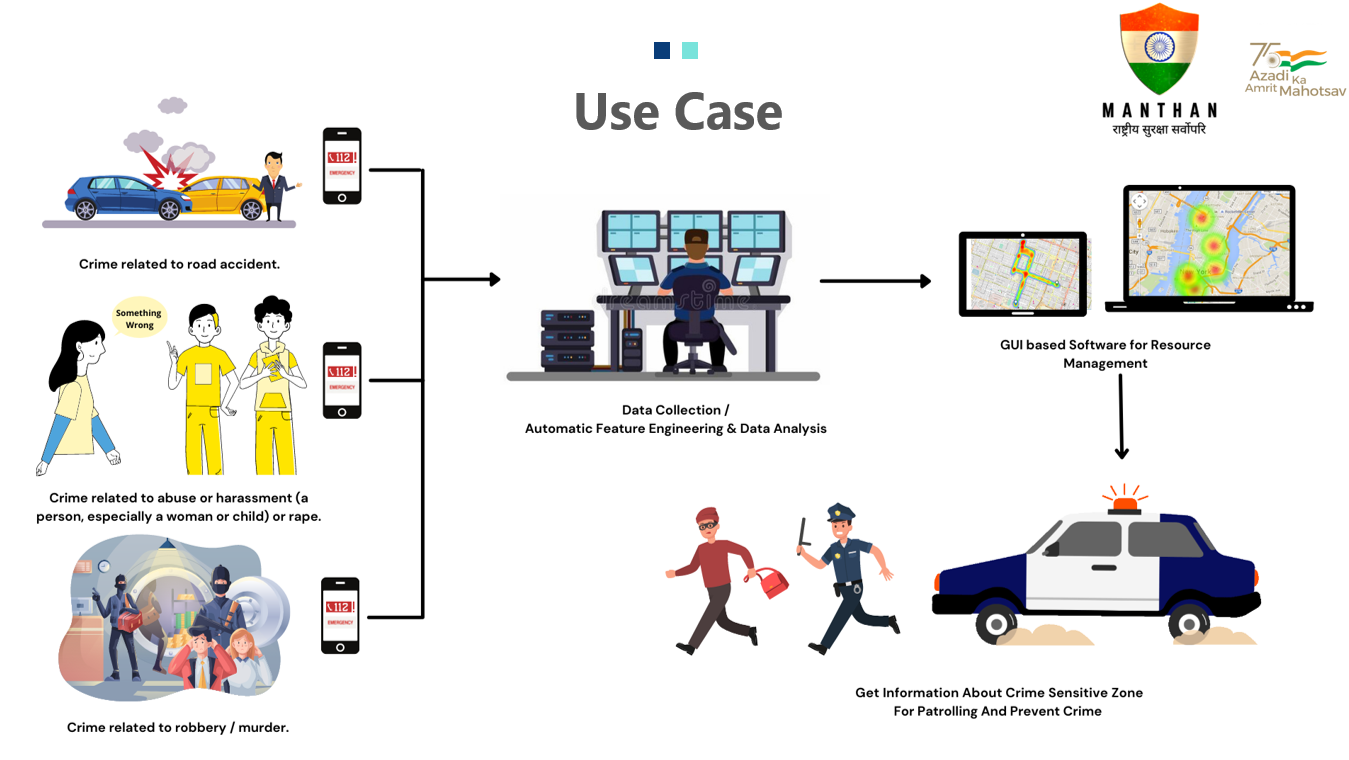 Use Case
MANTHAN
राष्ट्रीय सुरक्षा सर्वोपरि
75
Azadi Ka
Amrit Mahotsav
112 !
EMERGENCY
Crime related to road accident.
Something
Wrong
112 !
EMERGENCY
Crime related to abuse or harassment (a
person, especially a woman or child) or rape.
112 !
EMERGENCY
Crime related to robbery / murder.
dreamstime
Data Collection /
Automatic Feature Engineering & Data Analysis
GUI based Software for Resource
Management
Get Information About Crime Sensitive Zone
For Patrolling And Prevent Crime